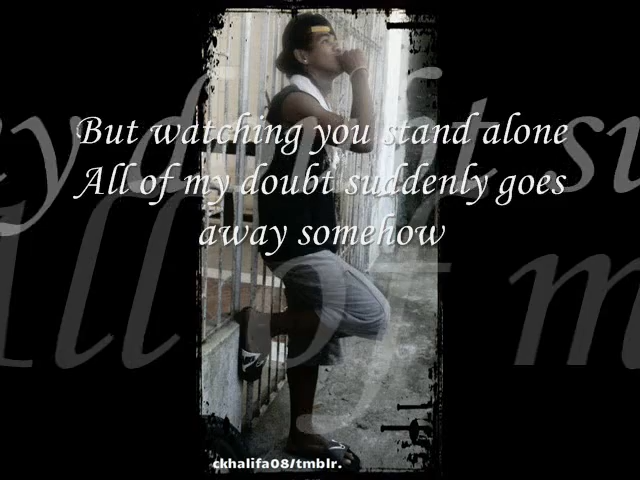 But watching you stand alone
All of my doubt suddenly goes
away somehow
ckhalifa08/tmblr.